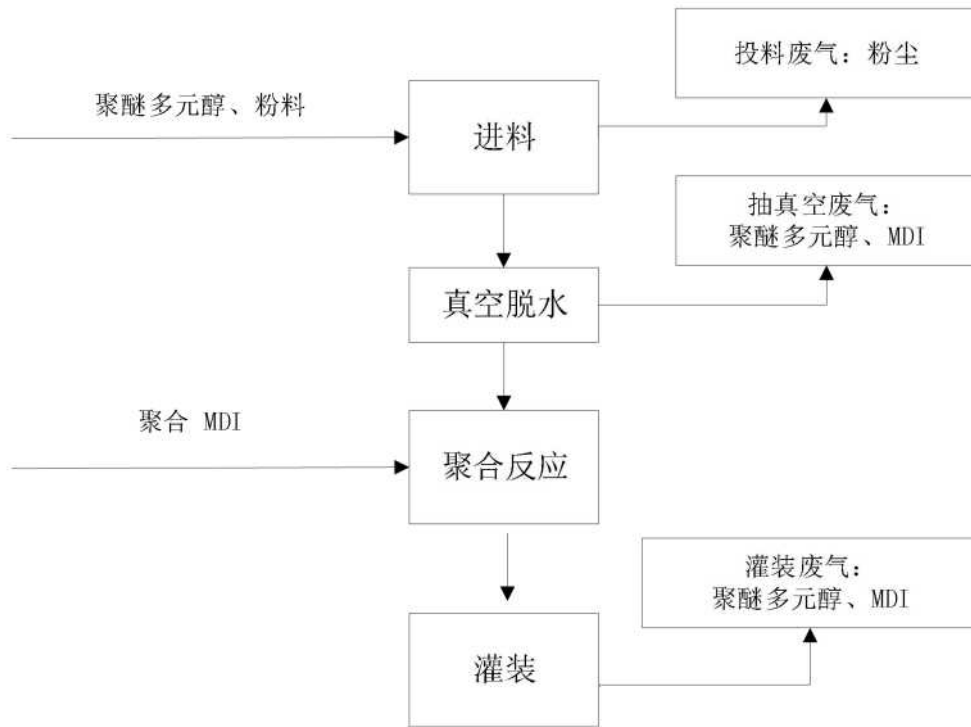 投料废气：粉尘
聚醚多元醇、粉料
进料
抽真空废气：
聚醚多元醇、MDI
真空脱水
聚合 MDI
聚合反应
灌装废气：
聚醚多元醇、MDI
灌装